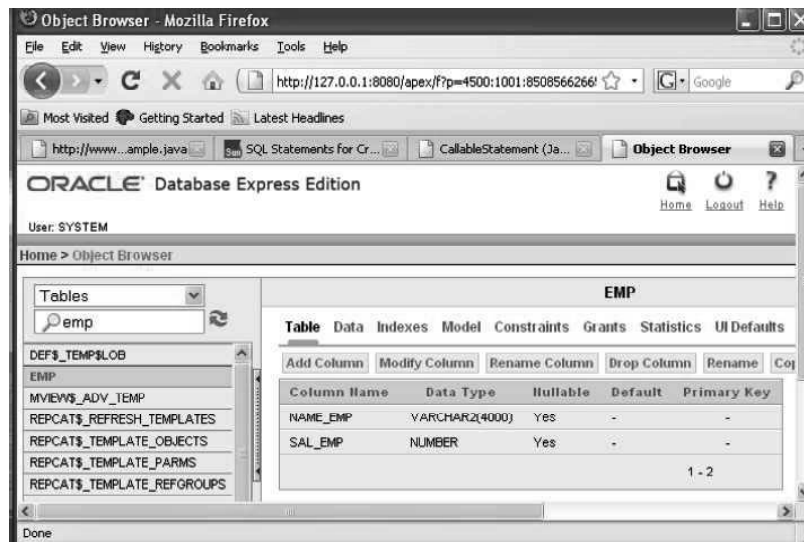 Object Browser - Mozilla Firefox
File Edit View History Bookmarks Tools Help
http://127.0.0.1:8080/apex/f?p=4500:1001:8508566266! G Google
Most Visited Getting Started Latest Headlines
http://www...ample.java Sun SQL Statements for Cr... CallableStatement (Ja... Object Browser
ORACLE Database Express Edition
Home Logout Help
User: SYSTEM
Home > Object Browser
Tables
emp
EMP
Table Data Indexes Model Constraints Grants Statistics UI Defaults
Add Column Modify Column Rename Column Drop Column Rename Cop
DEF$_TEMP$LOB
EMP
MVIEW$_ADV_TEMP
REPCAT$_REFRESH_TEMPLATES
REPCAT$_TEMPLATE_OBJECTS
REPCAT$_TEMPLATE_PARMS
REPCAT$_TEMPLATE_REFGROUPS
Column Name Data Type Nullable Default Primary Key
NAME_EMP VARCHAR2(4000) Yes - -
SAL_EMP NUMBER Yes - -
1 - 2
Done